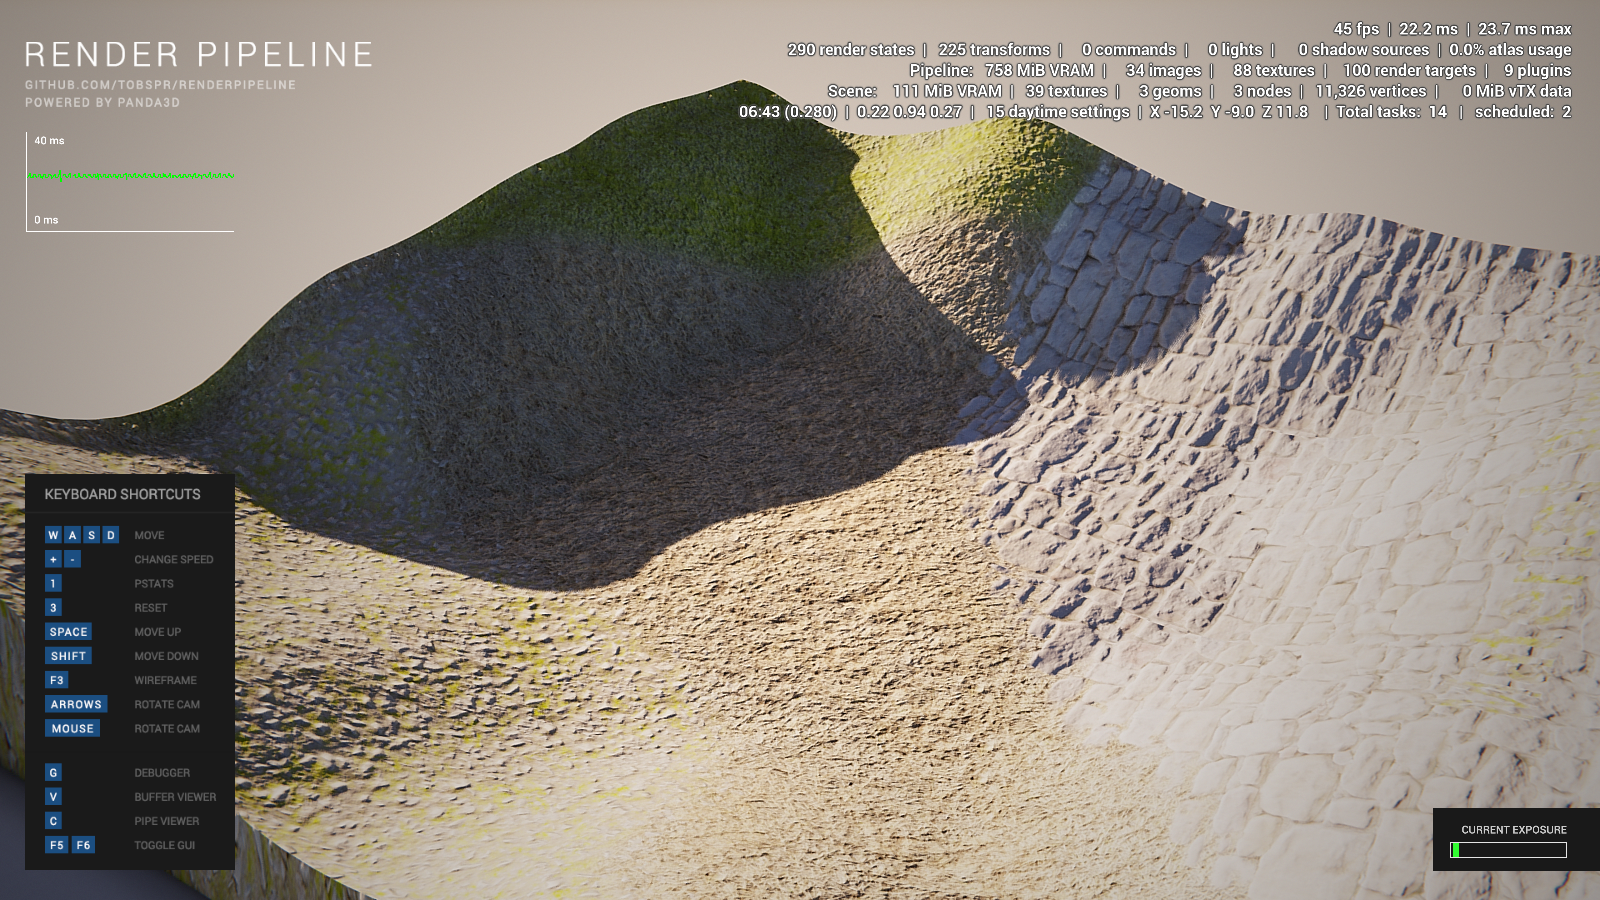 RENDER PIPELINE
GITHUB.COM/TOBSPR/RENDERPIPELINE
POWERED BY PANDA3D
45 fps | 22.2 ms | 23.7 ms max
290 render states | 225 transforms | 0 commands | 0 lights | 0 shadow sources | 0.0% atlas usage
Pipeline: 758 MiB VRAM | 34 images | 88 textures | 100 render targets | 9 plugins
Scene: 111 MiB VRAM | 39 textures | 3 geoms | 3 nodes | 11,326 vertices | 0 MiB vTX data
06:43 (0.280) | 0.22 0.94 0.27 | 15 daytime settings | X -15.2 Y -9.0 Z 11.8 | Total tasks: 14 | scheduled: 2
40 ms
0 ms
KEYBOARD SHORTCUTS
W A S D MOVE
+ - CHANGE SPEED
1 PSTATS
3 RESET
SPACE MOVE UP
SHIFT MOVE DOWN
F3 WIREFRAME
ARROWS ROTATE CAM
MOUSE ROTATE CAM
G DEBUGGER
V BUFFER VIEWER
C PIPE VIEWER
F5 F6 TOGGLE GUI
CURRENT EXPOSURE